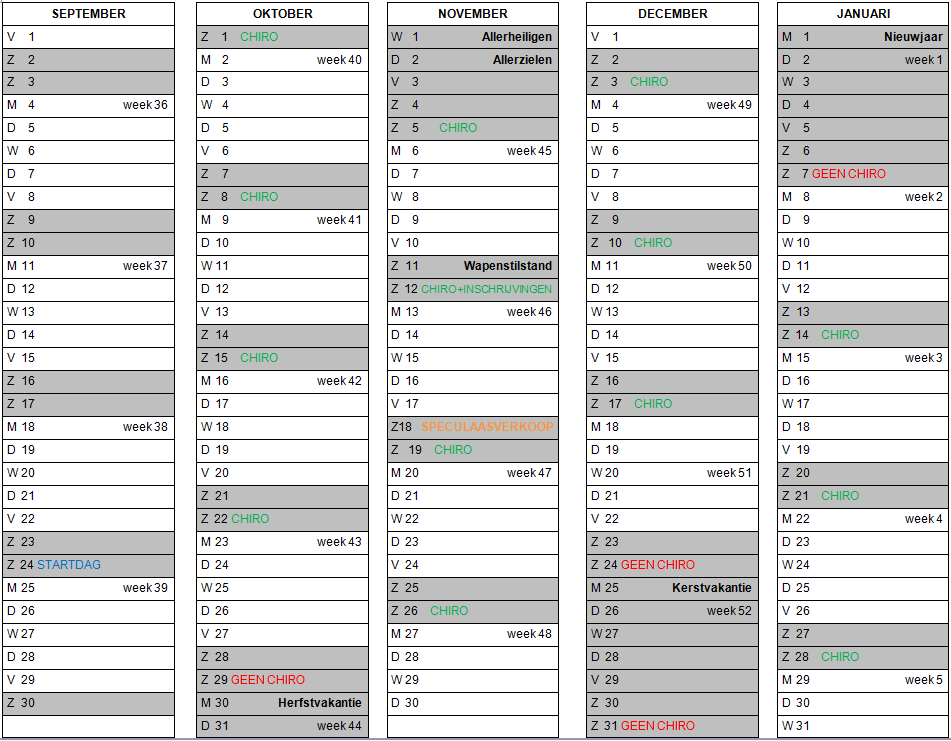 SEPTEMBER
V 1
Z 2
Z 3
M 4 week 36
D 5
W 6
D 7
V 8
Z 9
Z 10
M 11 week 37
D 12
W 13
D 14
V 15
Z 16
Z 17
M 18 week 38
D 19
W 20
D 21
V 22
Z 23
Z 24 STARTDAG
M 25 week 39
D 26
W 27
D 28
V 29
Z 30
OKTOBER
Z 1 CHIRO
M 2 week 40
D 3
W 4
D 5
V 6
Z 7
Z 8 CHIRO
M 9 week 41
D 10
W 11
D 12
V 13
Z 14
Z 15 CHIRO
M 16 week 42
D 17
W 18
D 19
V 20
Z 21
Z 22 CHIRO
M 23 week 43
D 24
W 25
D 26
V 27
Z 28
Z 29 GEEN CHIRO
M 30 Herfstvakantie
D 31 week 44
NOVEMBER
W 1 Allerheiligen
D 2 Allerzielen
V 3
Z 4
Z 5 CHIRO
M 6 week 45
D 7
W 8
D 9
V 10
Z 11 Wapenstilstand
Z 12 CHIRO+INSCHRIJVINGEN
M 13 week 46
D 14
W 15
D 16
V 17
Z18 SPECULAASVERKOOP
Z 19 CHIRO
M 20 week 47
D 21
W 22
D 23
V 24
Z 25
Z 26 CHIRO
M 27 week 48
D 28
W 29
D 30
DECEMBER
V 1
Z 2
Z 3 CHIRO
M 4 week 49
D 5
W 6
D 7
V 8
Z 9
Z 10 CHIRO
M 11 week 50
D 12
W 13
D 14
V 15
Z 16
Z 17 CHIRO
M 18
D 19
W 20 week 51
D 21
V 22
Z 23
Z 24 GEEN CHIRO
M 25 Kerstvakantie
D 26 week 52
W 27
D 28
V 29
Z 30
Z 31 GEEN CHIRO
JANUARI
M 1 Nieuwjaar
D 2 week 1
W 3
D 4
V 5
Z 6
Z 7 GEEN CHIRO
M 8 week 2
D 9
W 10
D 11
V 12
Z 13
Z 14 CHIRO
M 15 week 3
D 16
W 17
D 18
V 19
Z 20
Z 21 CHIRO
M 22 week 4
D 23
W 24
D 25
V 26
Z 27
Z 28 CHIRO
M 29 week 5
D 30
W 31